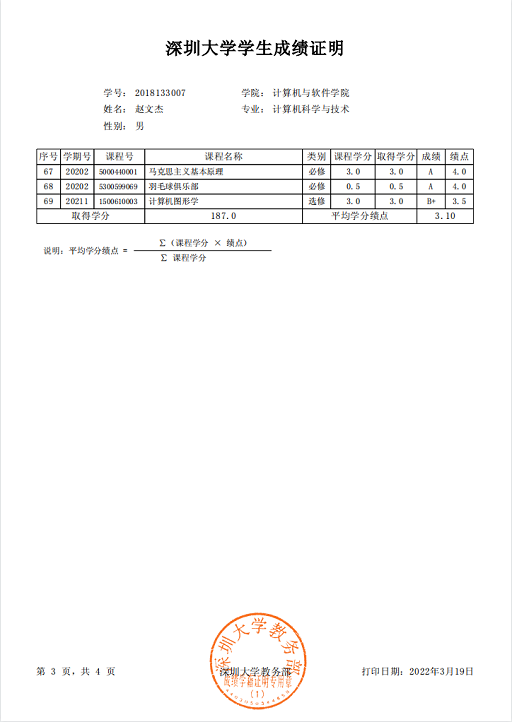 深圳大学学生成绩证明
学号： 2018133007 学院： 计算机与软件学院
姓名： 赵文杰 专业： 计算机科学与技术
性别： 男
序号 学期号 课程号 课程名称 类别 课程学分 取得学分 成绩 绩点
67 20202 5000440001 马克思主义基本原理 必修 3.0 3.0 A 4.0
68 20202 5300599069 羽毛球俱乐部 必修 0.5 0.5 A 4.0
69 20211 1500610003 计算机图形学 选修 3.0 3.0 B+ 3.5
取得学分 187.0 平均学分绩点 3.10
说明：平均学分绩点 =
∑（课程学分 × 绩点）
∑ 课程学分
深圳大学教务部
成绩学籍证明专用章
（1）
第 3 页，共 4 页 深圳大学教务部 打印日期：2022年3月19日